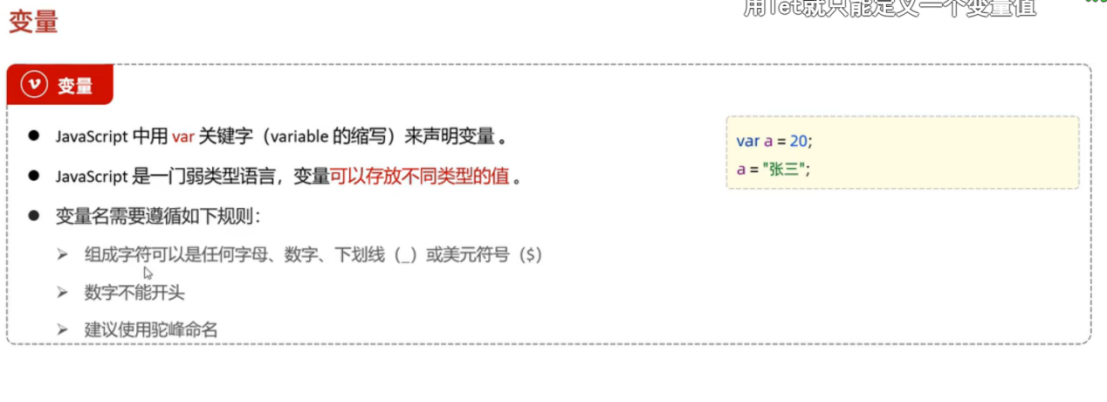 用let就只能定义一个变量值
变量
变量
JavaScript 中用 var 关键字（variable 的缩写）来声明变量 。
JavaScript 是一门弱类型语言，变量可以存放不同类型的值 。
变量名需要遵循如下规则：
组成字符可以是任何字母、数字、下划线（_）或美元符号（$）
数字不能开头
建议使用驼峰命名
var a = 20;
a = "张三";